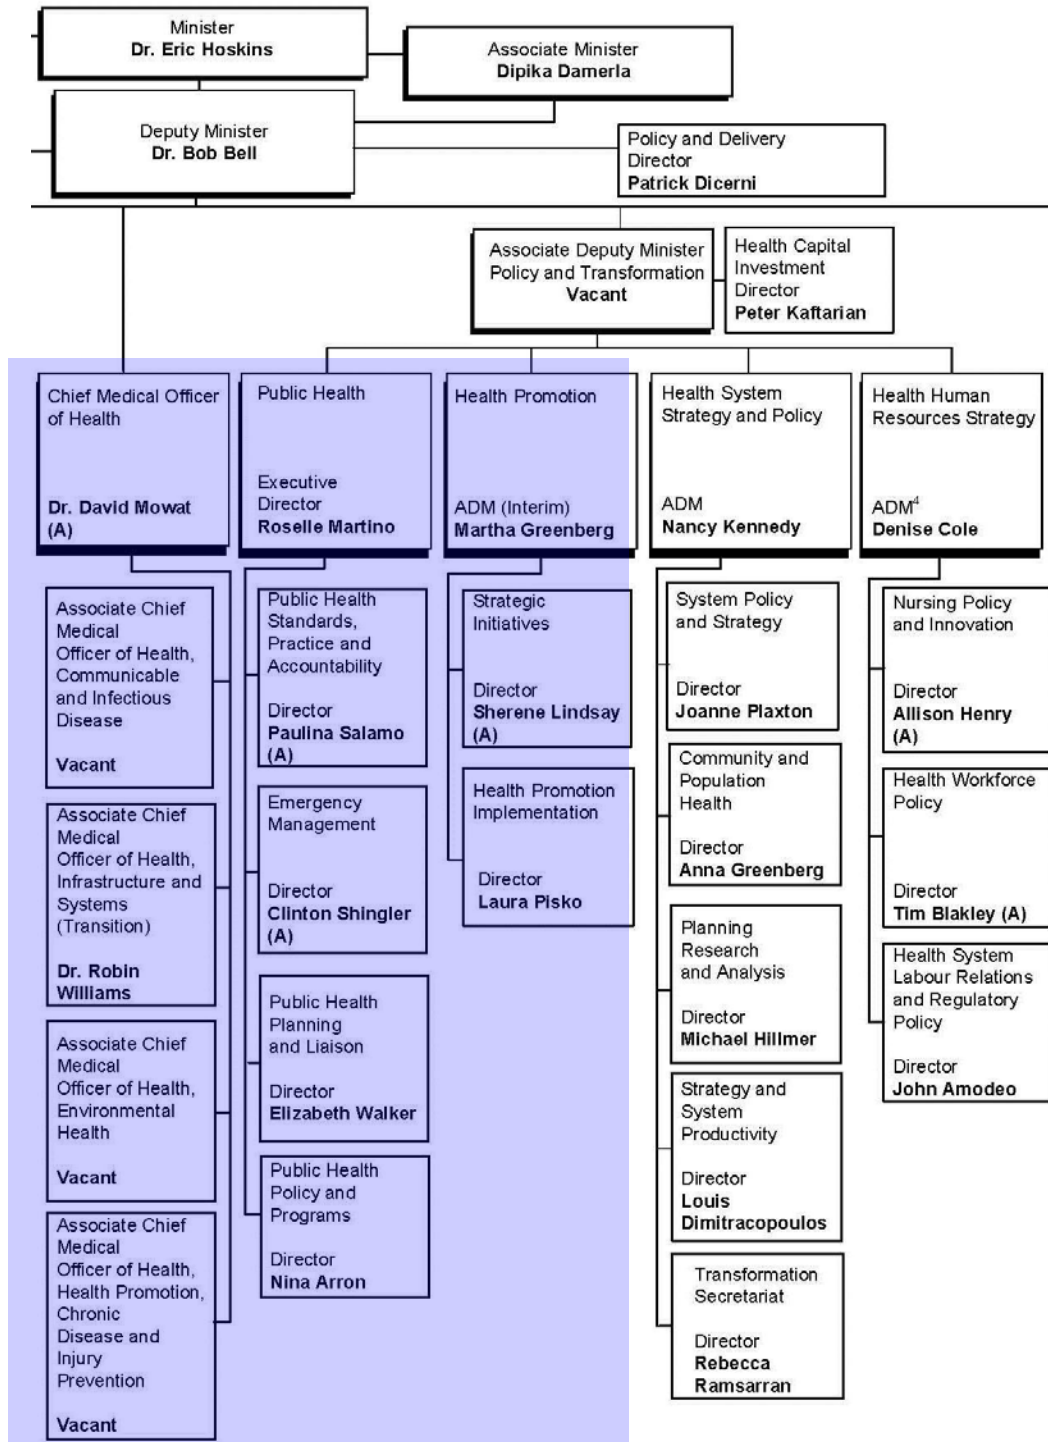 Minister
Dr. Eric Hoskins
Associate Minister
Dipika Damerla
Deputy Minister
Dr. Bob Bell
Policy and Delivery
Director
Patrick Dicerni
Associate Deputy Minister
Policy and Transformation
Vacant
Health Capital
Investment
Director
Peter Kaftarian
Chief Medical Officer
of Health
Dr. David Mowat
(A)
Public Health
Executive
Director
Roselle Martino
Health Promotion
ADM (Interim)
Martha Greenberg
Health System
Strategy and Policy
ADM
Nancy Kennedy
Health Human
Resources Strategy
ADM4
Denise Cole
Associate Chief
Medical
Officer of Health,
Communicable
and Infectious
Disease
Vacant
Associate Chief
Medical
Officer of Health,
Infrastructure and
Systems
(Transition)
Dr. Robin
Williams
Associate Chief
Medical
Officer of Health,
Environmental
Health
Vacant
Associate Chief
Medical
Officer of Health,
Health Promotion,
Chronic
Disease and
Injury
Prevention
Vacant
Public Health
Standards,
Practice and
Accountability
Director
Paulina Salamo
(A)
Emergency
Management
Director
Clinton Shingler
(A)
Public Health
Planning
and Liaison
Director
Elizabeth Walker
Public Health
Policy and
Programs
Director
Nina Arron
Strategic
Initiatives
Director
Sherene Lindsay
(A)
Health Promotion
Implementation
Director
Laura Pisko
System Policy
and Strategy
Director
Joanne Plaxton
Community and
Population
Health
Director
Anna Greenberg
Planning
Research
and Analysis
Director
Michael Hillmer
Strategy and
System
Productivity
Director
Louis
Dimitracopoulos
Transformation
Secretariat
Director
Rebecca
Ramsarran
Nursing Policy
and Innovation
Director
Allison Henry
(A)
Health Workforce
Policy
Director
Tim Blakley (A)
Health System
Labour Relations
and Regulatory
Policy
Director
John Amodeo